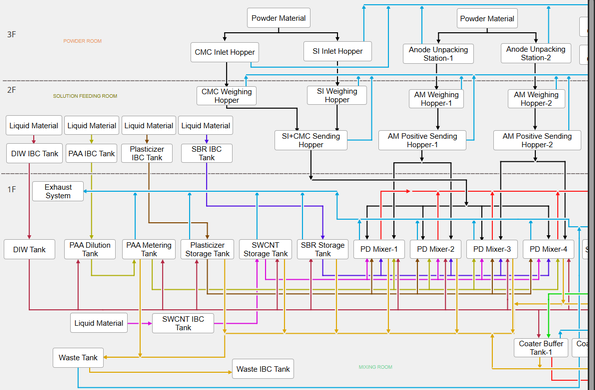 Powder Material
Powder Material
3F
POWDER ROOM
CMC Inlet Hopper
SI Inlet Hopper
Anode Unpacking
Station-1
Anode Unpacking
Station-2
2F
SOLUTION FEEDING ROOM
CMC Weighing
Hopper
SI Weighing
Hopper
AM Weighing
Hopper-1
AM Weighing
Hopper-2
Liquid Material
Liquid Material
Liquid Material
Liquid Material
SI+CMC Sending
Hopper
AM Positive Sending
Hopper-1
AM Positive Sending
Hopper-2
DIW IBC Tank
PAA IBC Tank
Plasticizer
IBC Tank
SBR IBC
Tank
1F
Exhaust
System
DIW Tank
PAA Dilution
Tank
PAA Metering
Tank
Plasticizer
Storage Tank
SWCNT
Storage Tank
SBR Storage
Tank
PD Mixer-1
PD Mixer-2
PD Mixer-3
PD Mixer-4
Liquid Material
SWCNT IBC
Tank
Coater Buffer
Tank-1
Waste Tank
Waste IBC Tank
MIXING ROOM